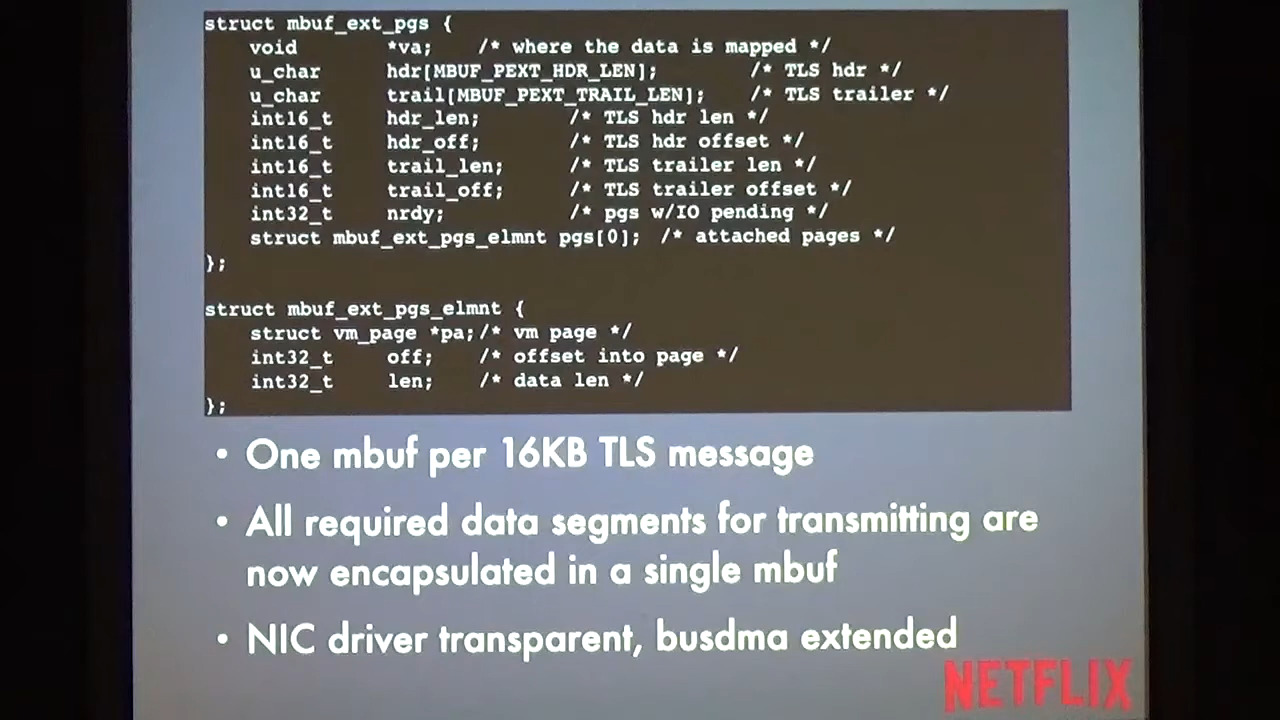 struct mbuf_ext_pgs {
void *va; /* where the data is mapped */
u_char hdr[MBUF_PEXT_HDR_LEN]; /* TLS hdr */
u_char trail[MBUF_PEXT_TRAIL_LEN]; /* TLS trailer */
int16_t hdr_len; /* TLS hdr len */
int16_t hdr_off; /* TLS hdr offset */
int16_t trail_len; /* TLS trailer len */
int16_t trail_off; /* TLS trailer offset */
int32_t nrdy; /* pgs w/IO pending */
struct mbuf_ext_pgs_elmnt pgs[0]; /* attached pages */
};
struct mbuf_ext_pgs_elmnt {
struct vm_page *pa;/* vm page */
int32_t off; /* offset into page */
int32_t len; /* data len */
};
• One mbuf per 16KB TLS message
• All required data segments for transmitting are
now encapsulated in a single mbuf
• NIC driver transparent, busdma extended
NETFLIX